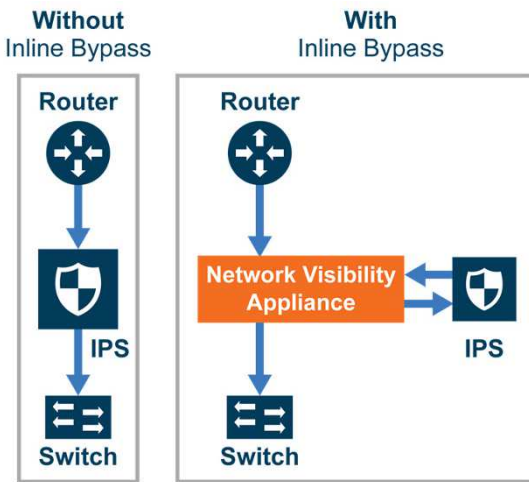 Without
Inline Bypass
Router
IPS
Switch
With
Inline Bypass
Router
Network Visibility
Appliance
IPS
Switch